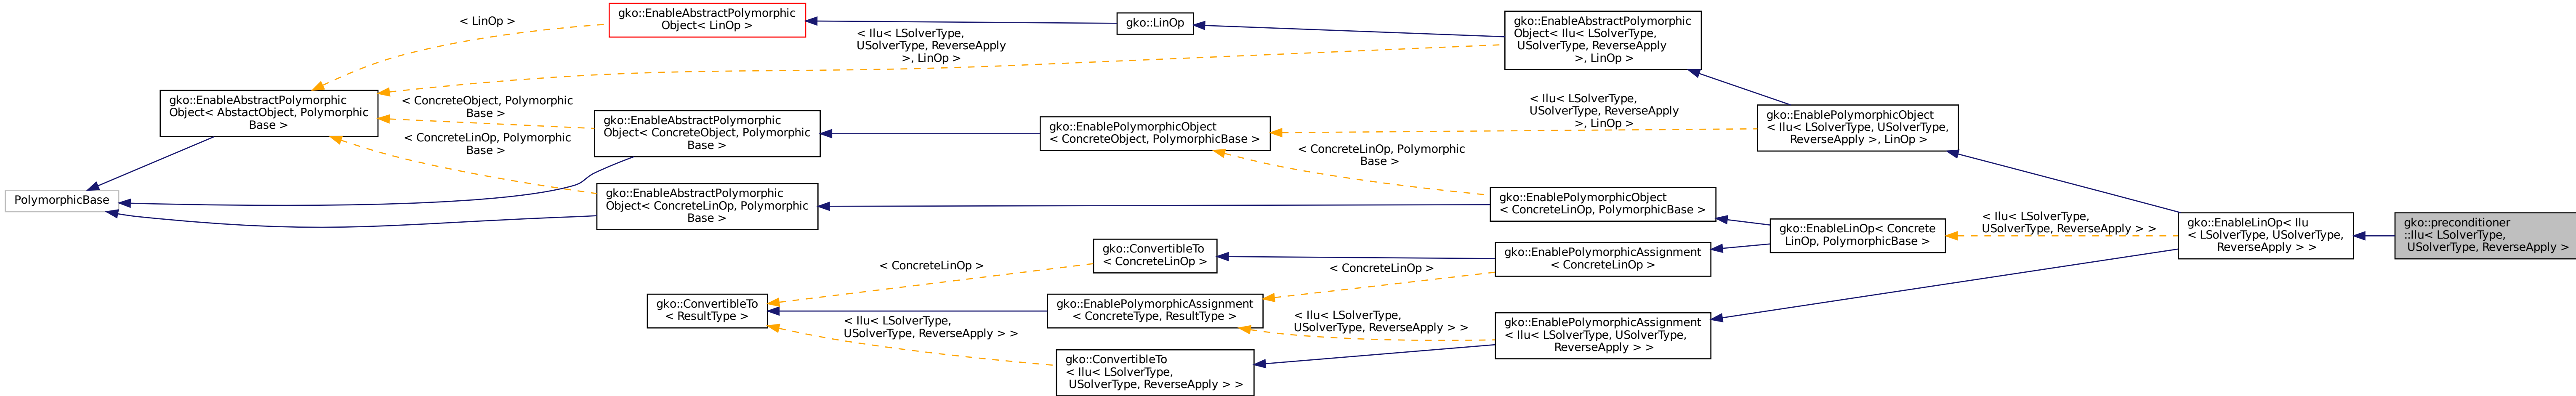 gko::EnableAbstractPolymorphic
Object< LinOp >
< LinOp >
gko::LinOp
gko::EnableAbstractPolymorphic
Object< Ilu< LSolverType,
USolverType, ReverseApply
>, LinOp >
< Ilu< LSolverType,
USolverType, ReverseApply
>, LinOp >
gko::EnableAbstractPolymorphic
Object< AbstactObject, Polymorphic
Base >
< ConcreteObject, Polymorphic
Base >
< ConcreteLinOp, Polymorphic
Base >
gko::EnableAbstractPolymorphic
Object< ConcreteObject, Polymorphic
Base >
gko::EnablePolymorphicObject
< ConcreteObject, PolymorphicBase >
< Ilu< LSolverType,
USolverType, ReverseApply
>, LinOp >
gko::EnablePolymorphicObject
< Ilu< LSolverType, USolverType,
ReverseApply >, LinOp >
< ConcreteLinOp, Polymorphic
Base >
PolymorphicBase
gko::EnableAbstractPolymorphic
Object< ConcreteLinOp, Polymorphic
Base >
gko::EnablePolymorphicObject
< ConcreteLinOp, PolymorphicBase >
gko::EnableLinOp< Concrete
LinOp, PolymorphicBase >
< Ilu< LSolverType,
USolverType, ReverseApply > >
gko::EnableLinOp< Ilu
< LSolverType, USolverType,
ReverseApply > >
gko::preconditioner
::Ilu< LSolverType,
USolverType, ReverseApply >
gko::ConvertibleTo
< ConcreteLinOp >
gko::EnablePolymorphicAssignment
< ConcreteLinOp >
< ConcreteLinOp >
< ConcreteLinOp >
gko::ConvertibleTo
< ResultType >
gko::EnablePolymorphicAssignment
< ConcreteType, ResultType >
< Ilu< LSolverType,
USolverType, ReverseApply > >
< Ilu< LSolverType,
USolverType, ReverseApply > >
gko::EnablePolymorphicAssignment
< Ilu< LSolverType, USolverType,
ReverseApply > >
gko::ConvertibleTo
< Ilu< LSolverType,
USolverType, ReverseApply > >